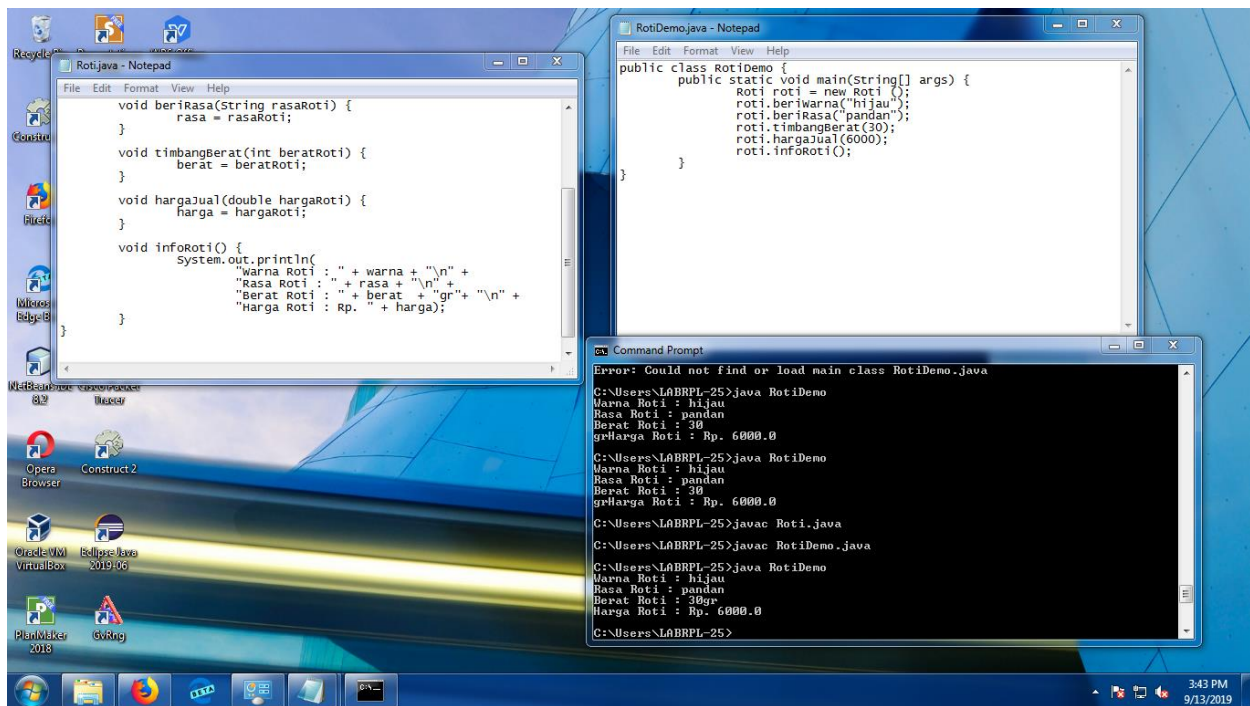 Roti.java - Notepad
File Edit Format View Help
void beriRasa(String rasaRoti) {
rasa = rasaRoti;
}
void timbangBerat(int beratRoti) {
berat = beratRoti;
}
void hargaJual(double hargaRoti) {
harga = hargaRoti;
}
void infoRoti() {
System.out.println(
"Warna Roti : " + warna + "\n" +
"Rasa Roti : " + rasa + "\n" +
"Berat Roti : " + berat + "gr"+ "\n" +
"Harga Roti : Rp. " + harga);
}
}
RotiDemo.java - Notepad
File Edit Format View Help
public class RotiDemo {
public static void main(String[] args) {
Roti roti = new Roti ();
roti.beriWarna("hijau");
roti.beriRasa("pandan");
roti.timbangBerat(30);
roti.hargaJual(6000);
roti.infoRoti();
}
}
Command Prompt
Error: Could not find or load main class RotiDemo.java
C:\Users\LABRPL-25>java RotiDemo
Warna Roti : hijau
Rasa Roti : pandan
Berat Roti : 30
grHarga Roti : Rp. 6000.0
C:\Users\LABRPL-25>java RotiDemo
Warna Roti : hijau
Rasa Roti : pandan
Berat Roti : 30
grHarga Roti : Rp. 6000.0
C:\Users\LABRPL-25>javac Roti.java
C:\Users\LABRPL-25>javac RotiDemo.java
C:\Users\LABRPL-25>java RotiDemo
Warna Roti : hijau
Rasa Roti : pandan
Berat Roti : 30gr
Harga Roti : Rp. 6000.0
C:\Users\LABRPL-25>
8.2
Tracer
Opera
Browser
Construct 2
Oracle VM
VirtualBox
Eclipse Java
2019-06
PlanMaker
2018
GvRng
BETA
3:43 PM
9/13/2019